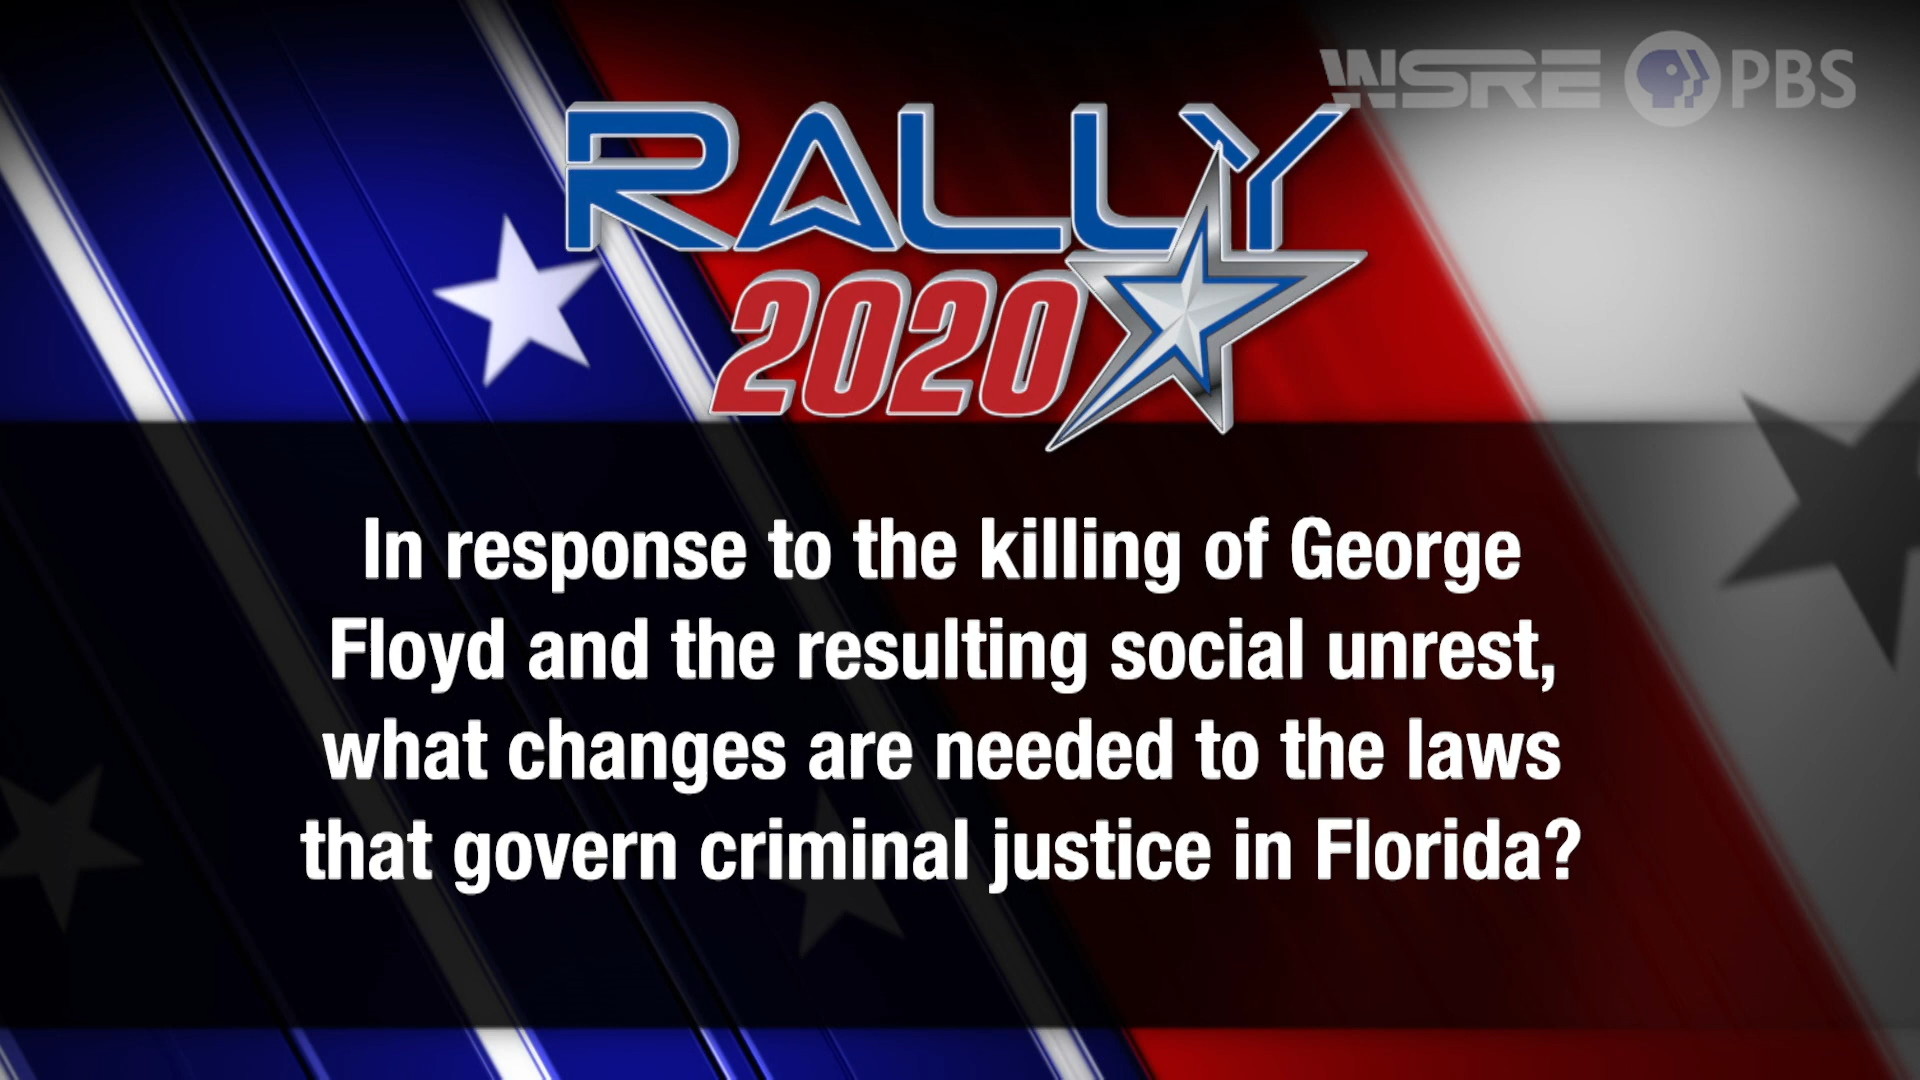 WSRE PBS
RALLY
2020
In response to the killing of George
Floyd and the resulting social unrest,
what changes are needed to the laws
that govern criminal justice in Florida?